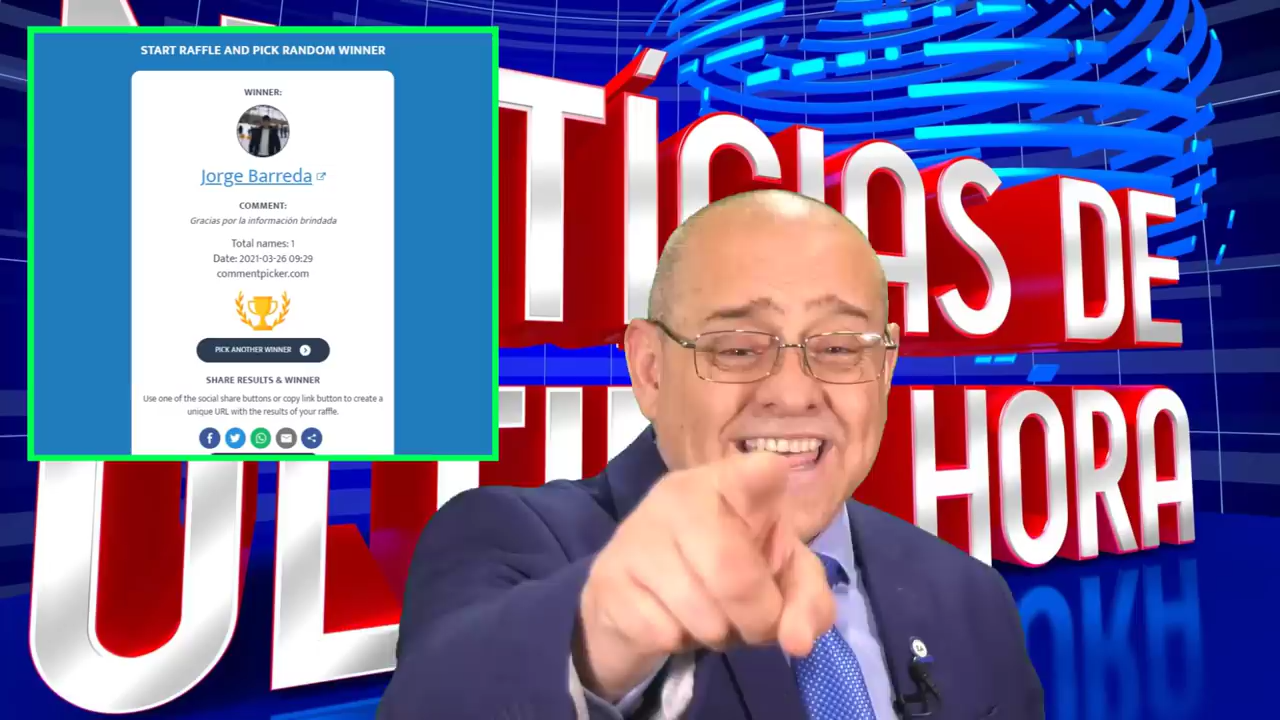 START RAFFLE AND PICK RANDOM WINNER
WINNER:
Jorge Barreda
COMMENT:
Gracias por la información brindada
Total names: 1
Date: 2021-03-26 09:29
commentpicker.com
PICK ANOTHER WINNER
SHARE RESULTS & WINNER
Use one of the social share buttons or copy link button to create a
unique URL with the results of your raffle.
TÍCIAS DE
HORA